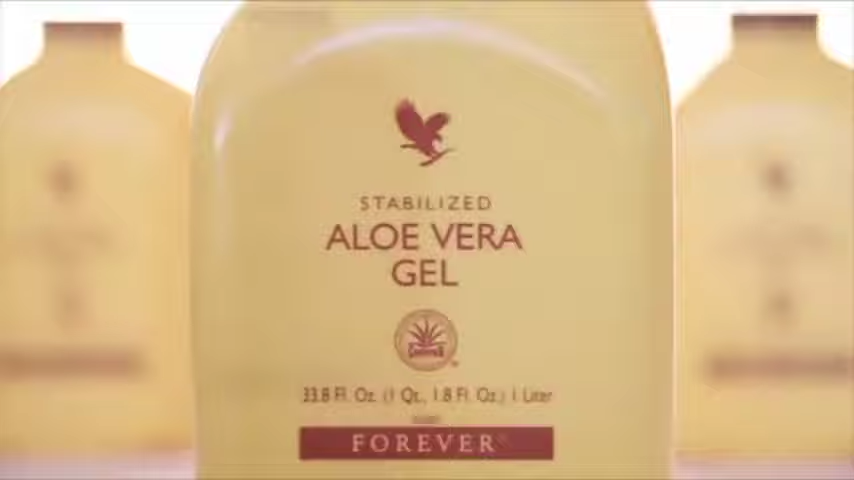 STABILIZED
ALOE VERA
GEL
33.8 Fl. Oz. (1 Qt., 1.8 Fl. Oz.) 1 Liter
FOREVER